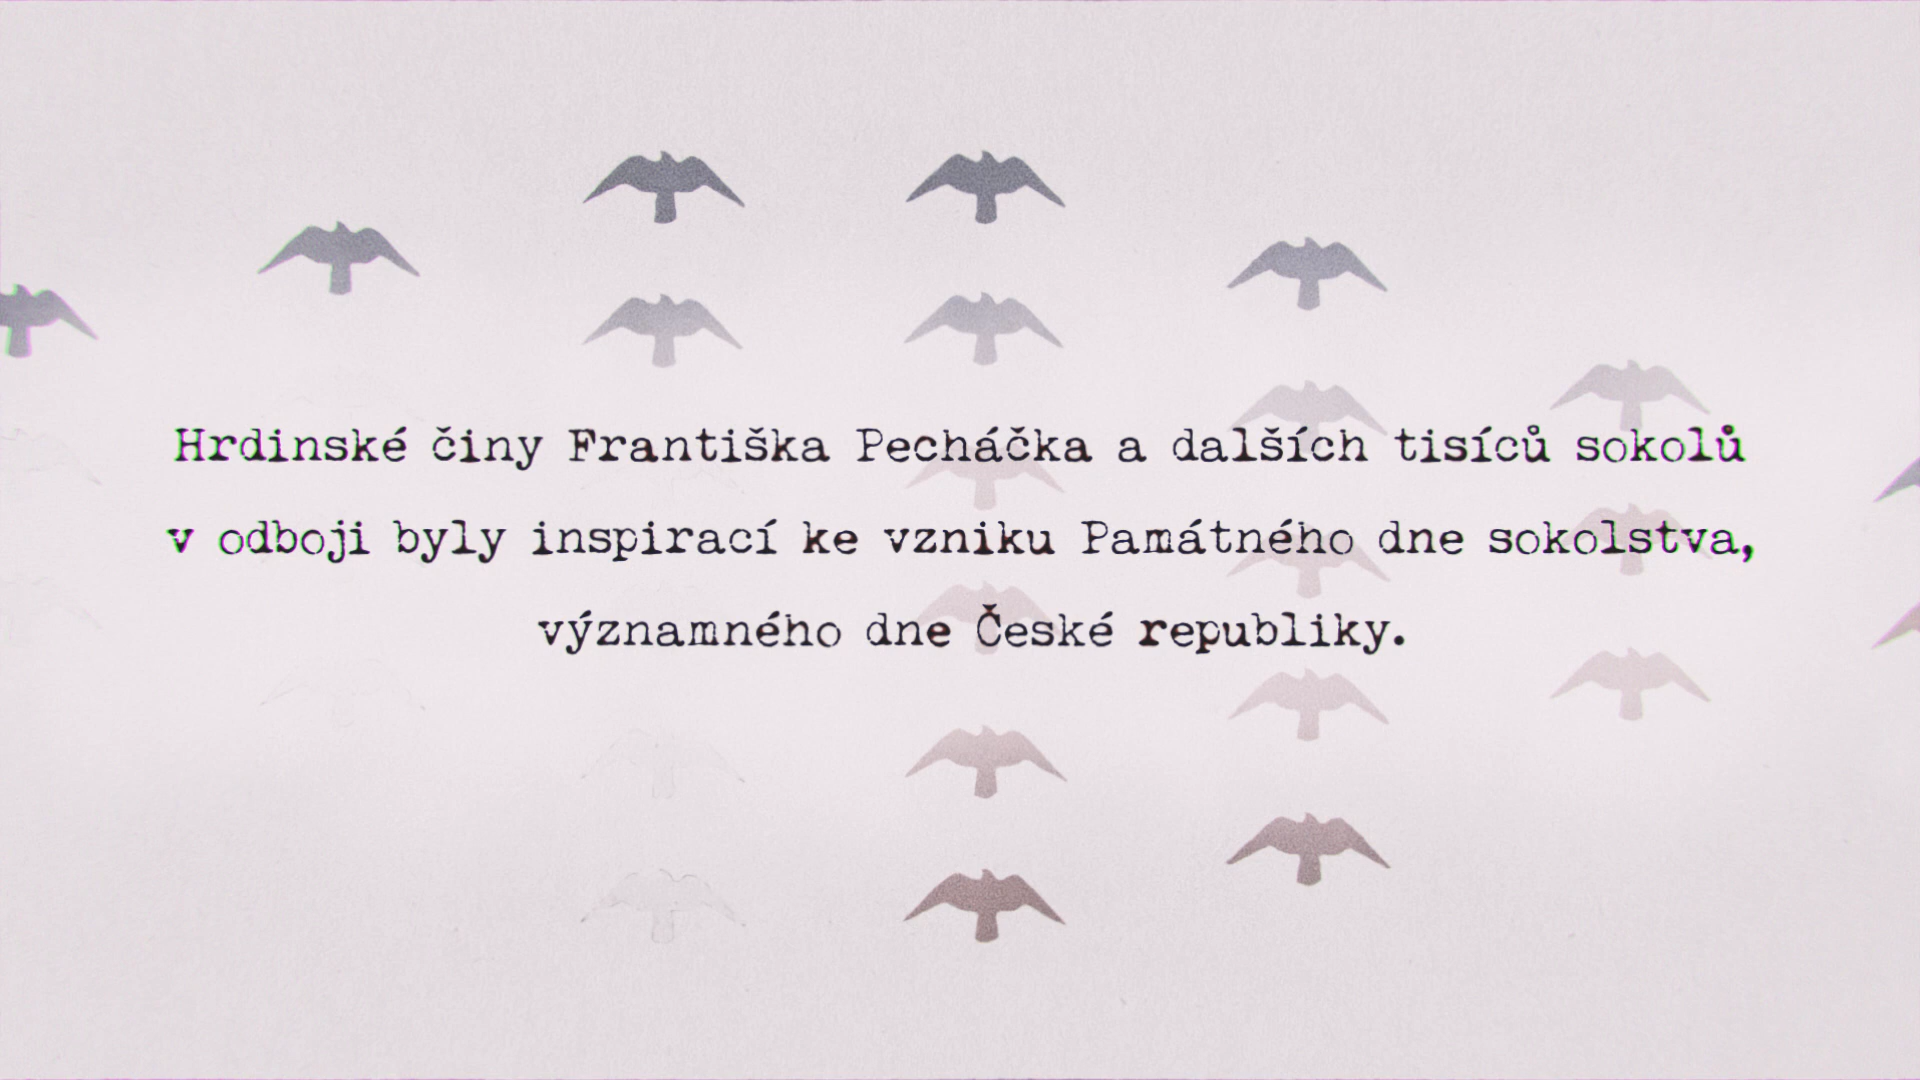 Hrdinské činy Františka Pecháčka a dalších tisíců sokolů
v odboji byly inspirací ke vzniku Památného dne sokolstva,
významného dne České republiky.